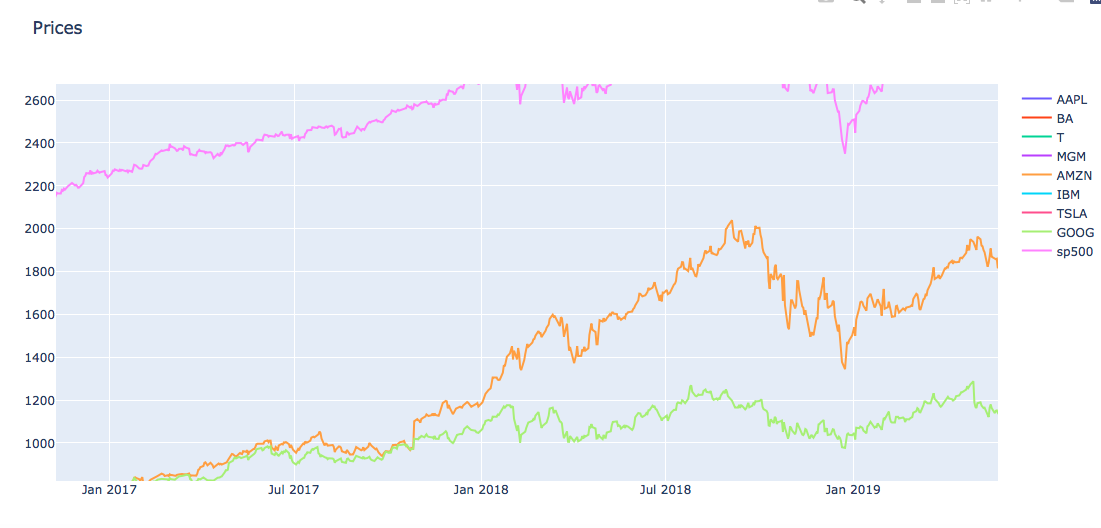 Prices
2600
2400
2200
2000
1800
1600
1400
1200
1000
Jan 2017
Jul 2017
Jan 2018
Jul 2018
Jan 2019
AAPL
BA
T
MGM
AMZN
IBM
TSLA
GOOG
sp500